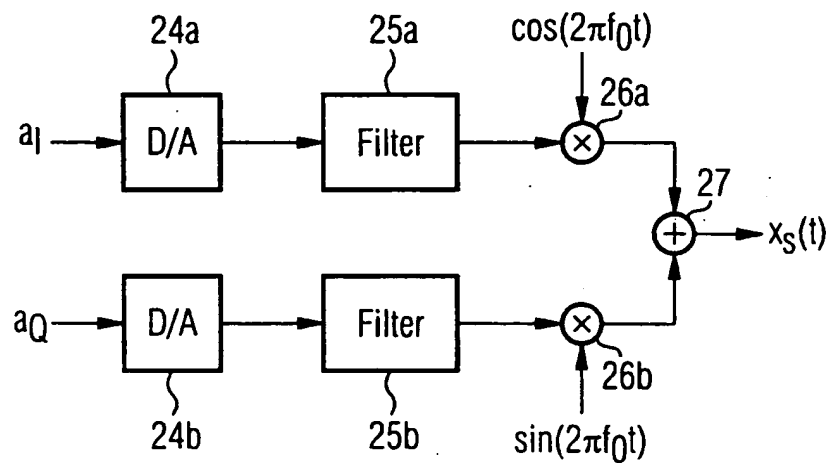 24a
25a
cos(2πf0t)
26a
aI
D/A
Filter
×
27
+
xS(t)
aQ
D/A
Filter
×
26b
24b
25b
sin(2πf0t)